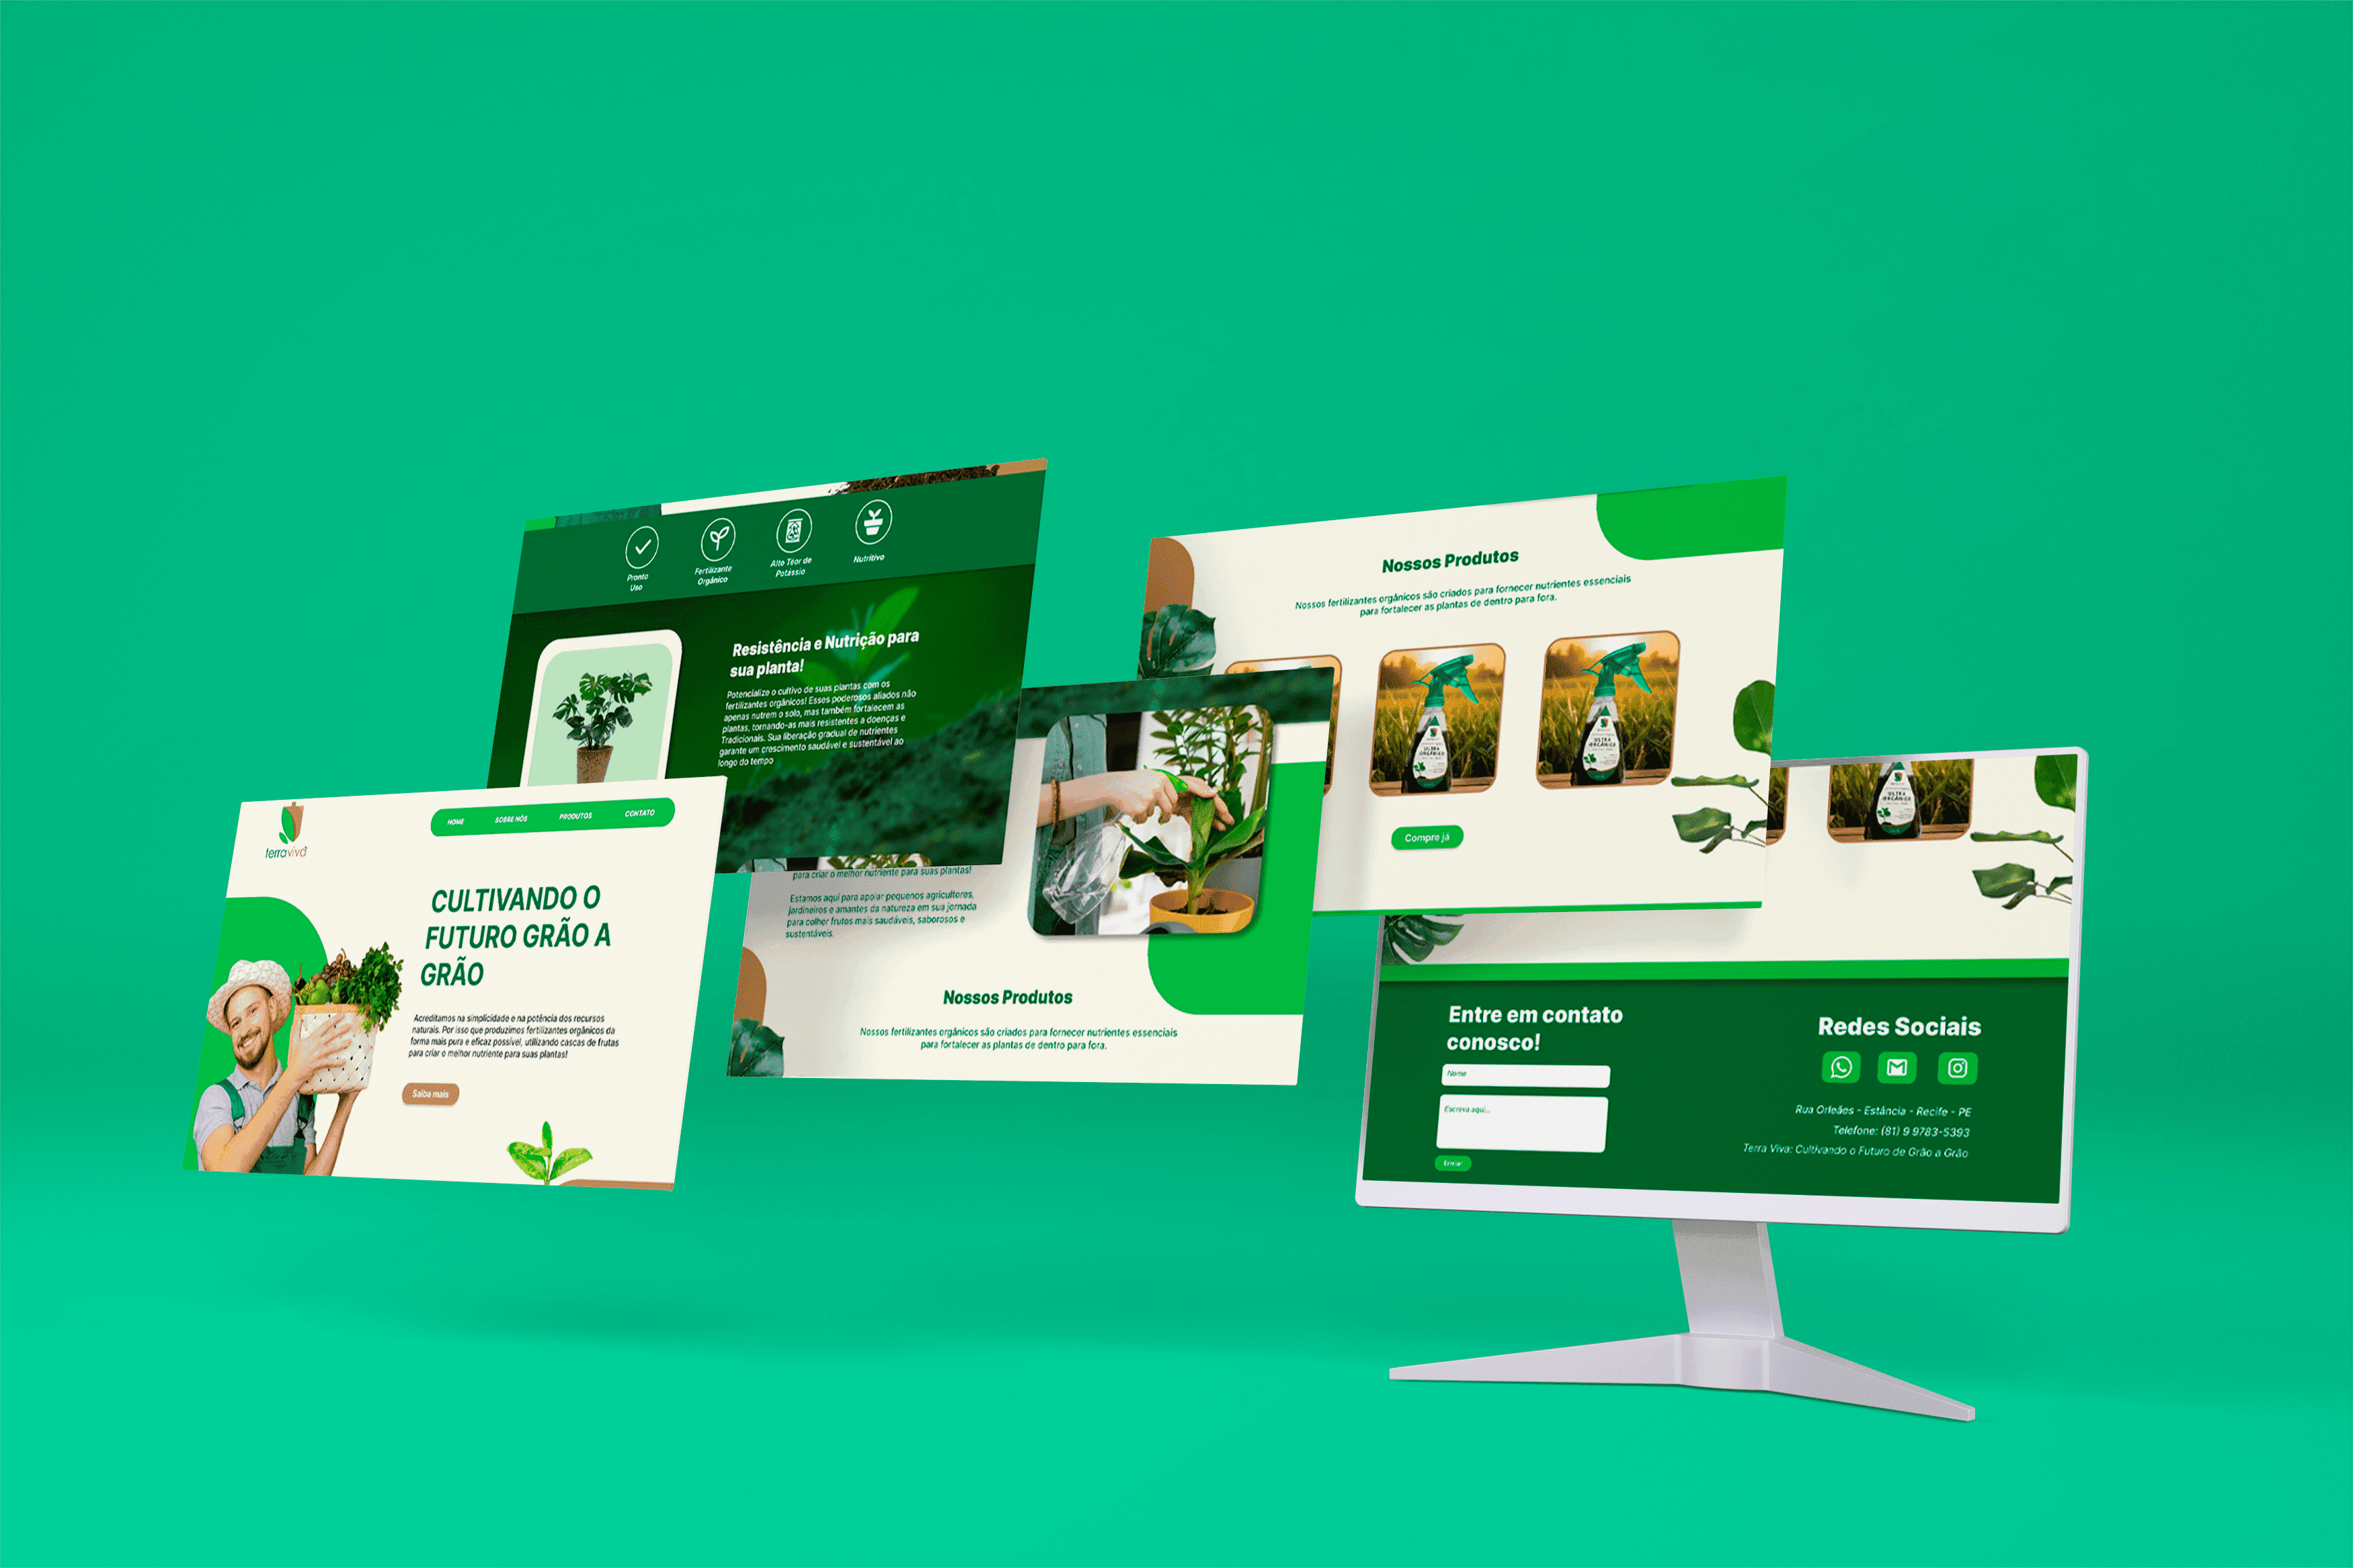 terraviva
HOME SOBRE NÓS PRODUTOS CONTATO
CULTIVANDO O
FUTURO GRÃO A
GRÃO
Acreditamos na simplicidade e na potência dos recursos
naturais. Por isso que produzimos fertilizantes orgânicos da
forma mais pura e eficaz possível, utilizando cascas de frutas
para criar o melhor nutriente para suas plantas!
Saiba mais
Pronto
Uso
Fertilizante
Orgânico
Alto Teor de
Potássio
Nutritivo
Resistência e Nutrição para
sua planta!
Potencialize o cultivo de suas plantas com os
fertilizantes orgânicos! Esses poderosos aliados não
apenas nutrem o solo, mas também fortalecem as
plantas, tornando-as mais resistentes a doenças e
Tradicionais. Sua liberação gradual de nutrientes
garante um crescimento saudável e sustentável ao
longo do tempo
para criar o melhor nutriente para suas plantas!
Estamos aqui para apoiar pequenos agricultores,
jardineiros e amantes da natureza em sua jornada
para colher frutos mais saudáveis, saborosos e
sustentáveis.
Nossos Produtos
Nossos fertilizantes orgânicos são criados para fornecer nutrientes essenciais
para fortalecer as plantas de dentro para fora.
Nossos Produtos
Nossos fertilizantes orgânicos são criados para fornecer nutrientes essenciais
para fortalecer as plantas de dentro para fora.
ULTRA
ORGÂNICO
ULTRA
ORGÂNICO
Compre já
ULTRA
ORGÂNICO
Entre em contato
conosco!
Nome
Escreva aqui...
Enviar
Redes Sociais
Rua Orleães - Estância - Recife - PE
Telefone: (81) 9 9783-5393
Terra Viva: Cultivando o Futuro de Grão a Grão